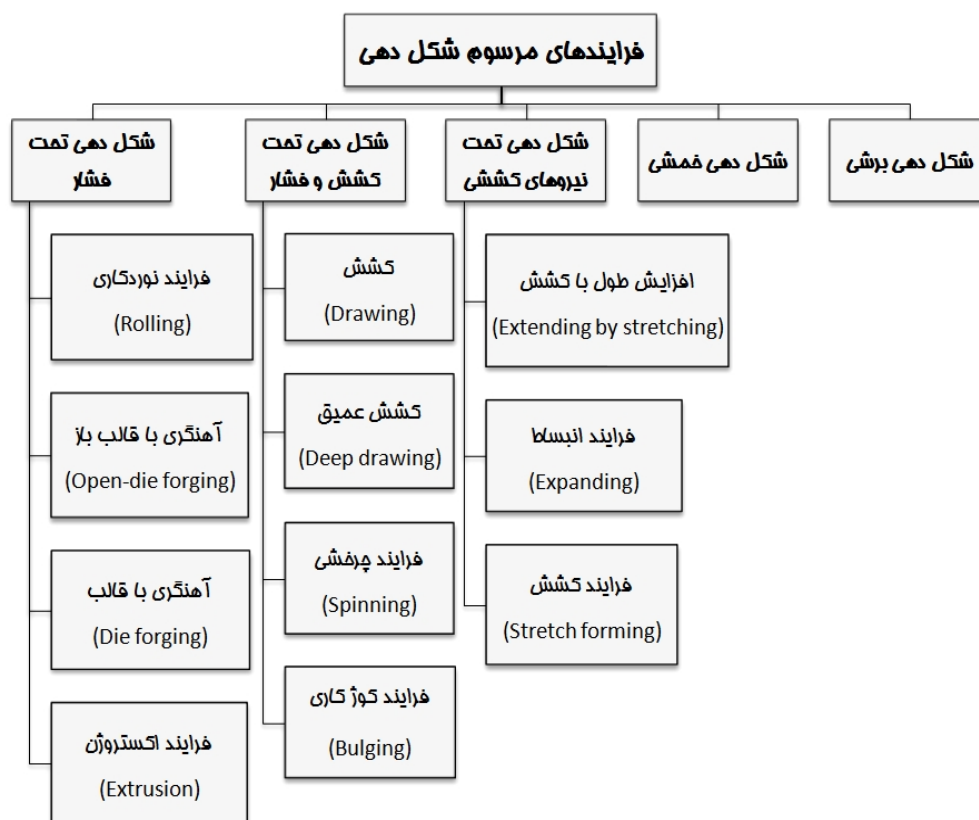 فرایندهای مرسوم شکل دهی
شکل دهی برشی
شکل دهی خمشی
شکل دهی تحت
نیروهای کششی
شکل دهی تحت
کشش و فشار
شکل دهی تحت
فشار
افزایش طول با کشش
(Extending by stretching)
فرایند انبساط
(Expanding)
فرایند کشش
(Stretch forming)
کشش
(Drawing)
کشش عمیق
(Deep drawing)
فرایند چرخشی
(Spinning)
فرایند کوژ کاری
(Bulging)
فرایند نوردکاری
(Rolling)
آهنگری با قالب باز
(Open-die forging)
آهنگری با قالب
(Die forging)
فرایند اکستروژن
(Extrusion)